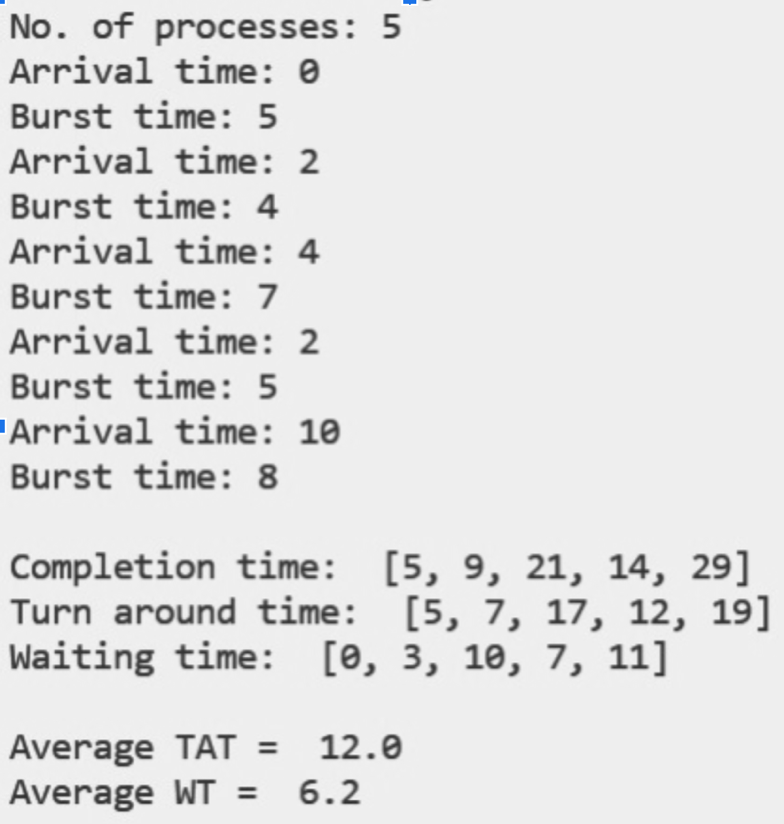 No. of processes: 5
Arrival time: 0
Burst time: 5
Arrival time: 2
Burst time: 4
Arrival time: 4
Burst time: 7
Arrival time: 2
Burst time: 5
Arrival time: 10
Burst time: 8

Completion time:  [5, 9, 21, 14, 29]
Turn around time:  [5, 7, 17, 12, 19]
Waiting time:  [0, 3, 10, 7, 11]

Average TAT =  12.0
Average WT =  6.2